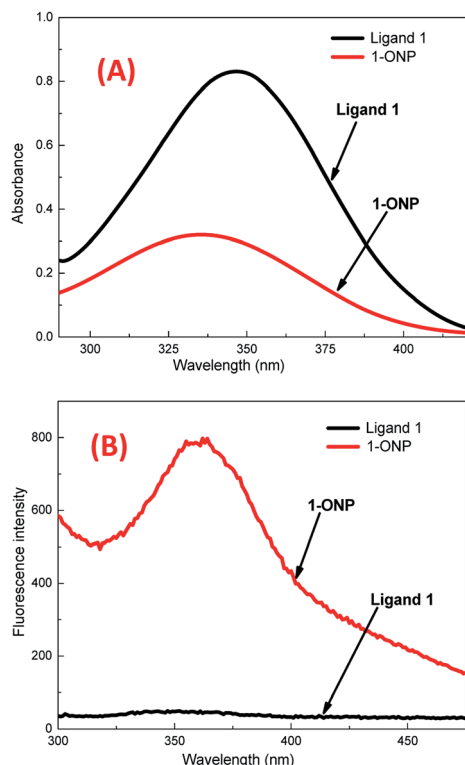 1.0
Ligand 1
1-ONP
(A)
0.8
Ligand 1
0.6
1-ONP
0.4
0.2
0.0
300 325 350 375 400
Absorbance
Wavelength (nm)
800
Ligand 1
1-ONP
(B)
600
1-ONP
400
Ligand 1
200
0
300 350 400 450
Fluorescence intensity
Wavelength (nm)